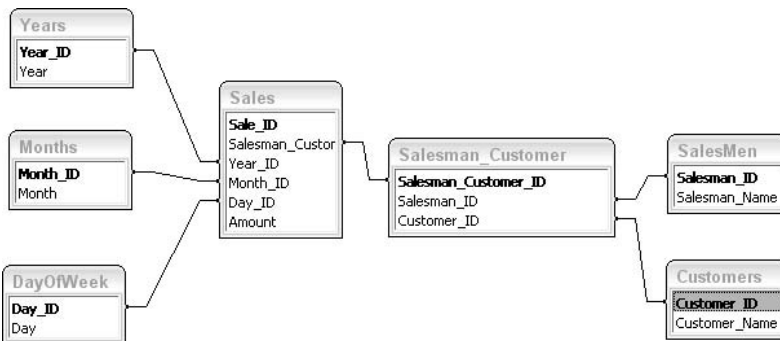 Years
Year_ID
Year
Months
Month_ID
Month
DayOfWeek
Day_ID
Day
Sales
Sale_ID
Salesman_Custor
Year_ID
Month_ID
Day_ID
Amount
Salesman_Customer
Salesman_Customer_ID
Salesman_ID
Customer_ID
SalesMen
Salesman_ID
Salesman_Name
Customers
Customer_ID
Customer_Name